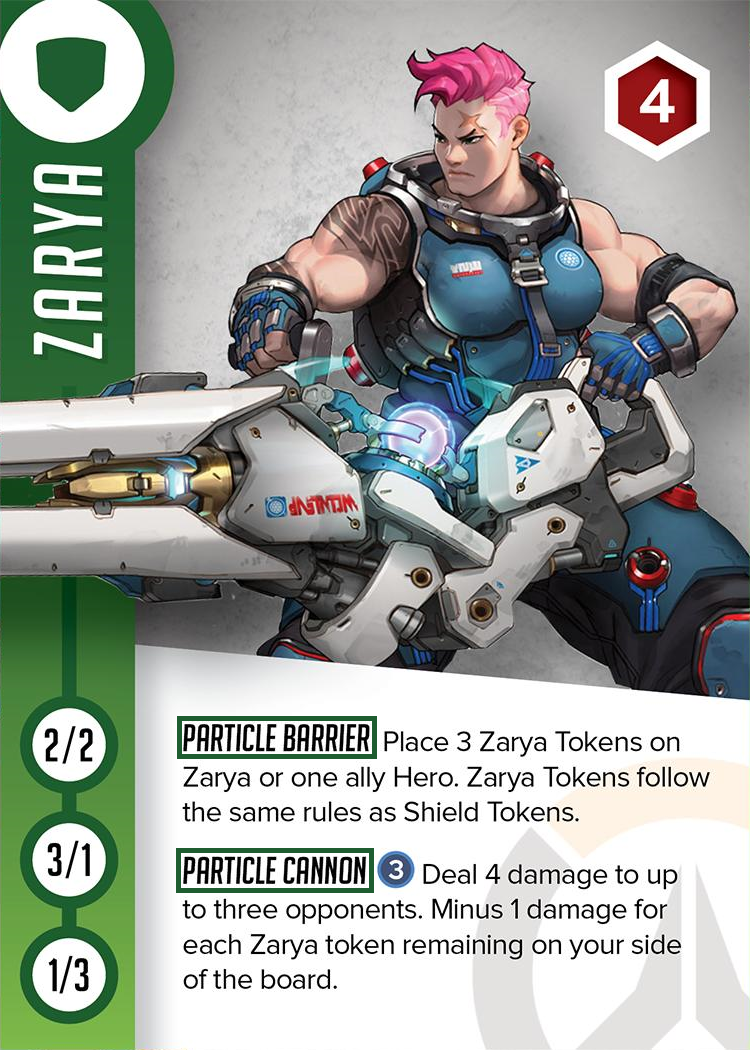 ZARYA
4
2/2
3/1
1/3
PARTICLE BARRIER Place 3 Zarya Tokens on
Zarya or one ally Hero. Zarya Tokens follow
the same rules as Shield Tokens.
PARTICLE CANNON 3 Deal 4 damage to up
to three opponents. Minus 1 damage for
each Zarya token remaining on your side
of the board.